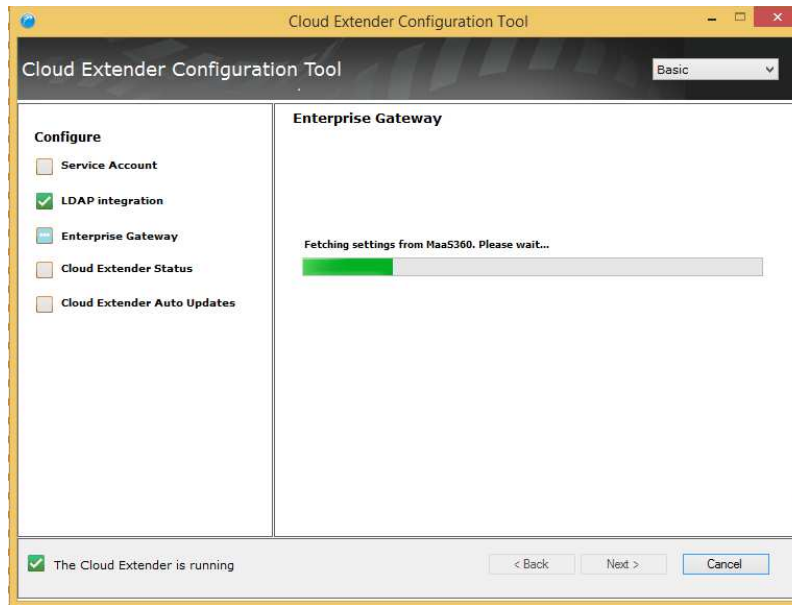 Cloud Extender Configuration Tool
Cloud Extender Configuration Tool
Basic
Configure
Service Account
LDAP integration
Enterprise Gateway
Cloud Extender Status
Cloud Extender Auto Updates
Enterprise Gateway
Fetching settings from MaaS360. Please wait...
The Cloud Extender is running
< Back
Next >
Cancel